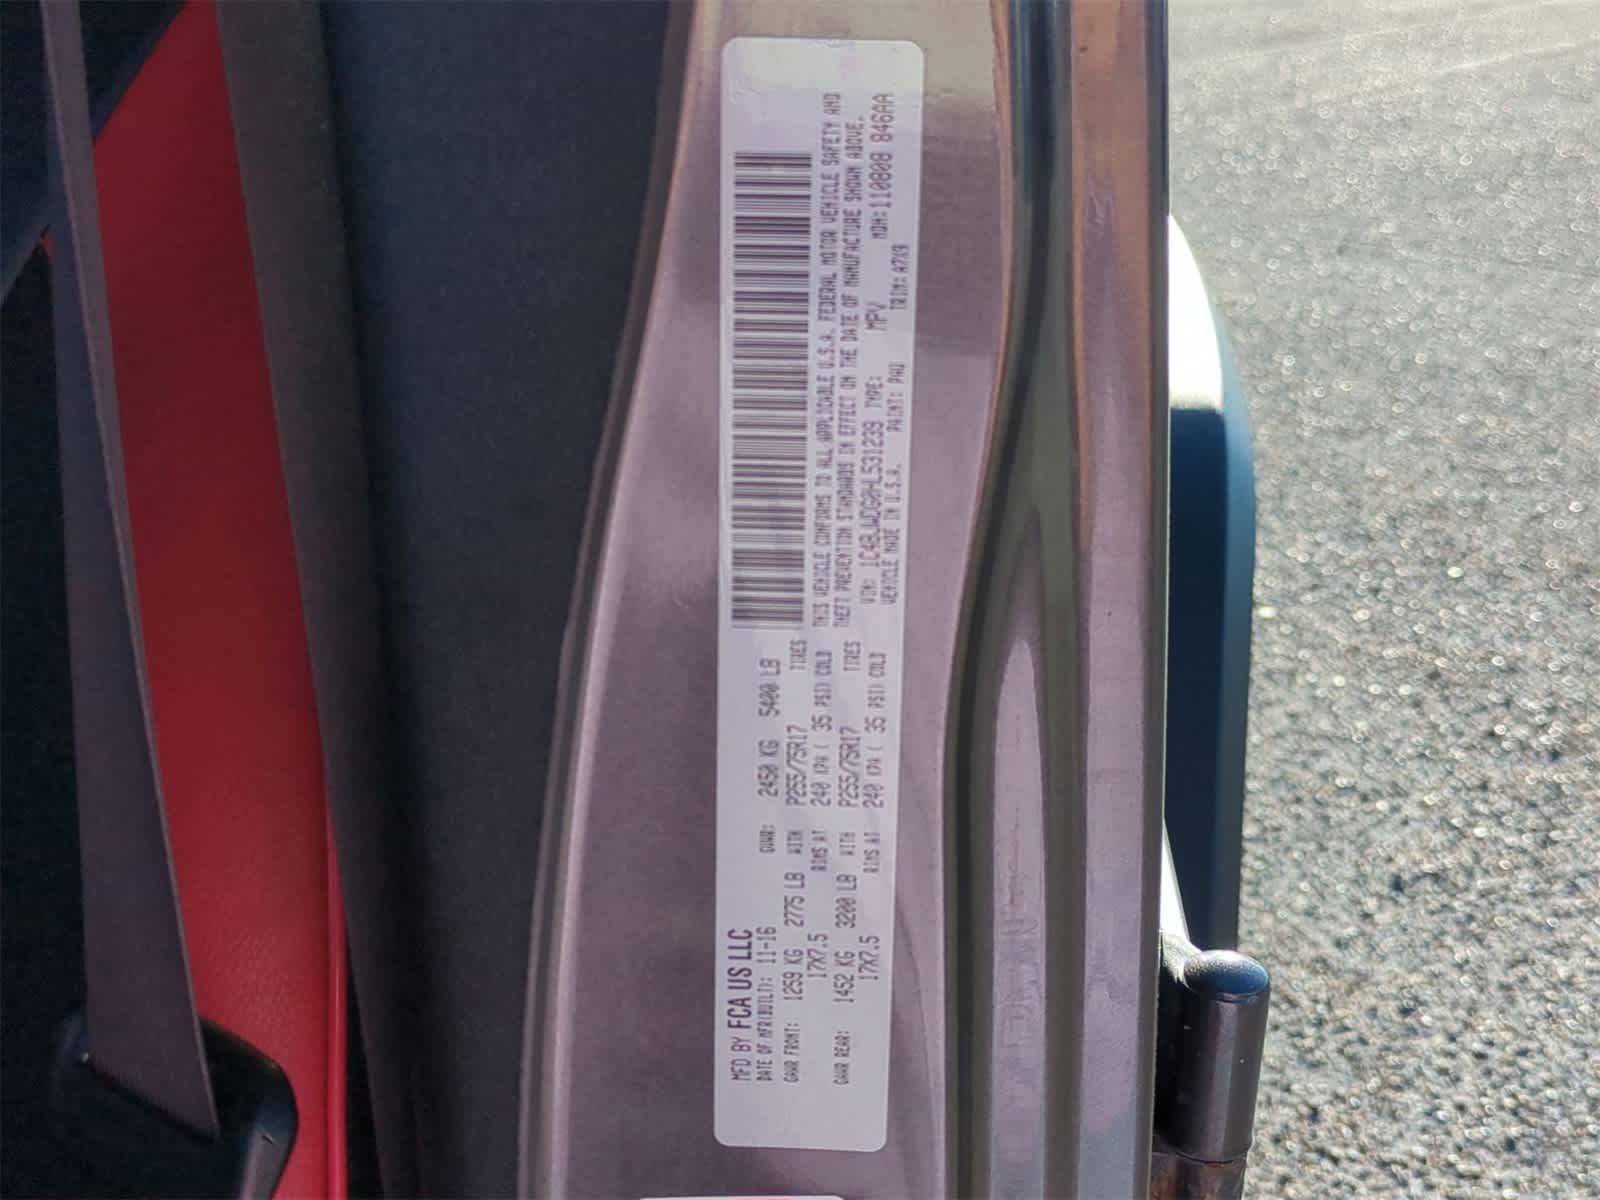 MFD BY FCA US LLC
DATE OF MFR(BUILT): 11-16 GVWR: 2450 KG 5400 LB
GAWR FRONT: 1259 KG 2775 LB WITH P255/75R17 TIRES
17X7.5 RIMS AT 240 KPA ( 35 PSI) COLD
GAWR REAR: 1452 KG 3200 LB WITH P255/75R17 TIRES
17X7.5 RIMS AT 240 KPA ( 35 PSI) COLD
THIS VEHICLE CONFORMS TO ALL APPLICABLE U.S.A. FEDERAL MOTOR VEHICLE SAFETY AND
THEFT PREVENTION STANDARDS IN EFFECT ON THE DATE OF MANUFACTURE SHOWN ABOVE.
VIN: 1C4BJWDG0HL531239 TYPE: MPV MDH:110808 846AA
VEHICLE MADE IN U.S.A. PAINT: PAU TRIM: A7X9